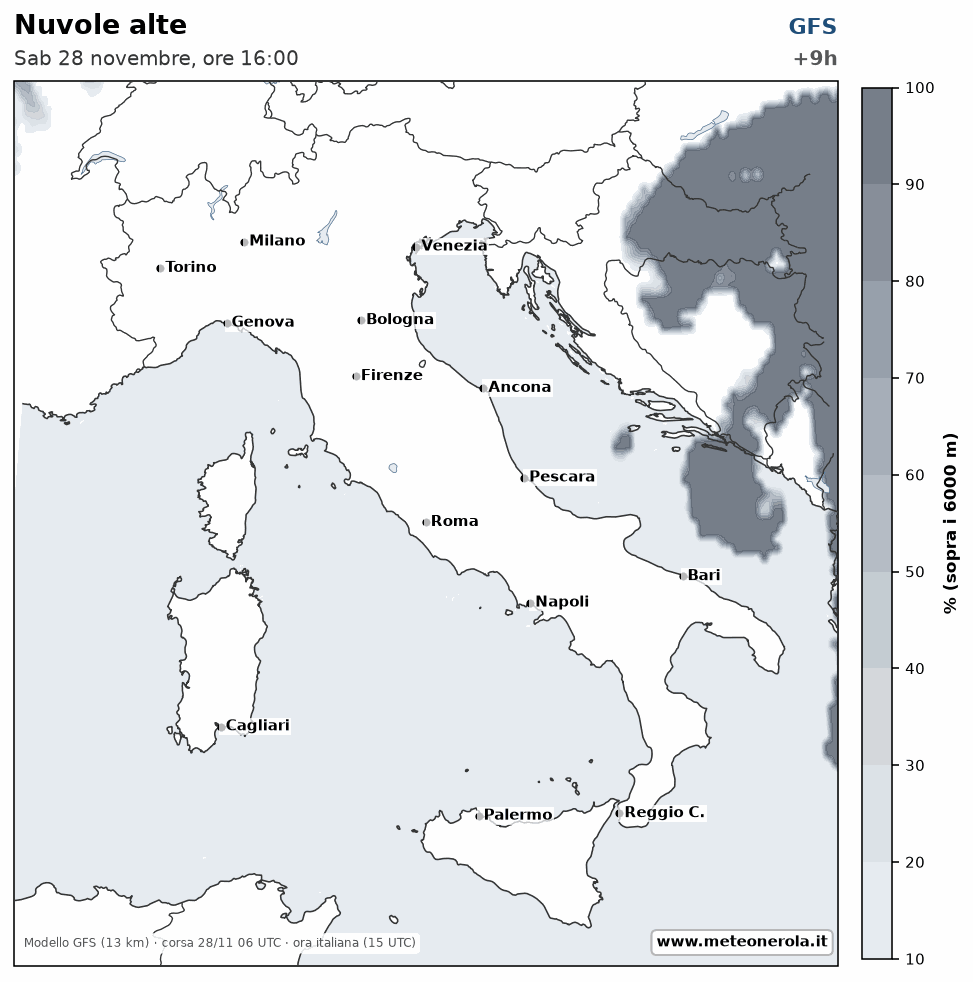 Nuvole alte
GFS
Sab 28 novembre, ore 16:00
+9h
100
90
80
70
60
50
40
30
20
10
% (sopra i 6000 m)
Milano
Venezia
Torino
Genova
Bologna
Firenze
Ancona
Pescara
Roma
Bari
Napoli
Cagliari
Palermo
Reggio C.
Modello GFS (13 km) · corsa 28/11 06 UTC · ora italiana (15 UTC)
www.meteonerola.it